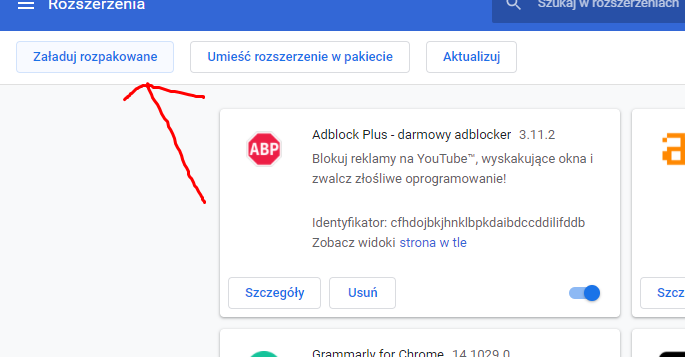 Rozszerzenia
Szukaj w rozszerzeniach
Załaduj rozpakowane
Umieść rozszerzenie w pakiecie
Aktualizuj
ABP
Adblock Plus - darmowy adblocker 3.11.2
Blokuj reklamy na YouTube™, wyskakujące okna i
zwalcz złośliwe oprogramowanie!
Identyfikator: cfhdojbkjhnklbpkdaibdccddilifddb
Zobacz widoki strona w tle
Szczegóły
Usuń
Szcz
Grammarly for Chrome 14.1029.0